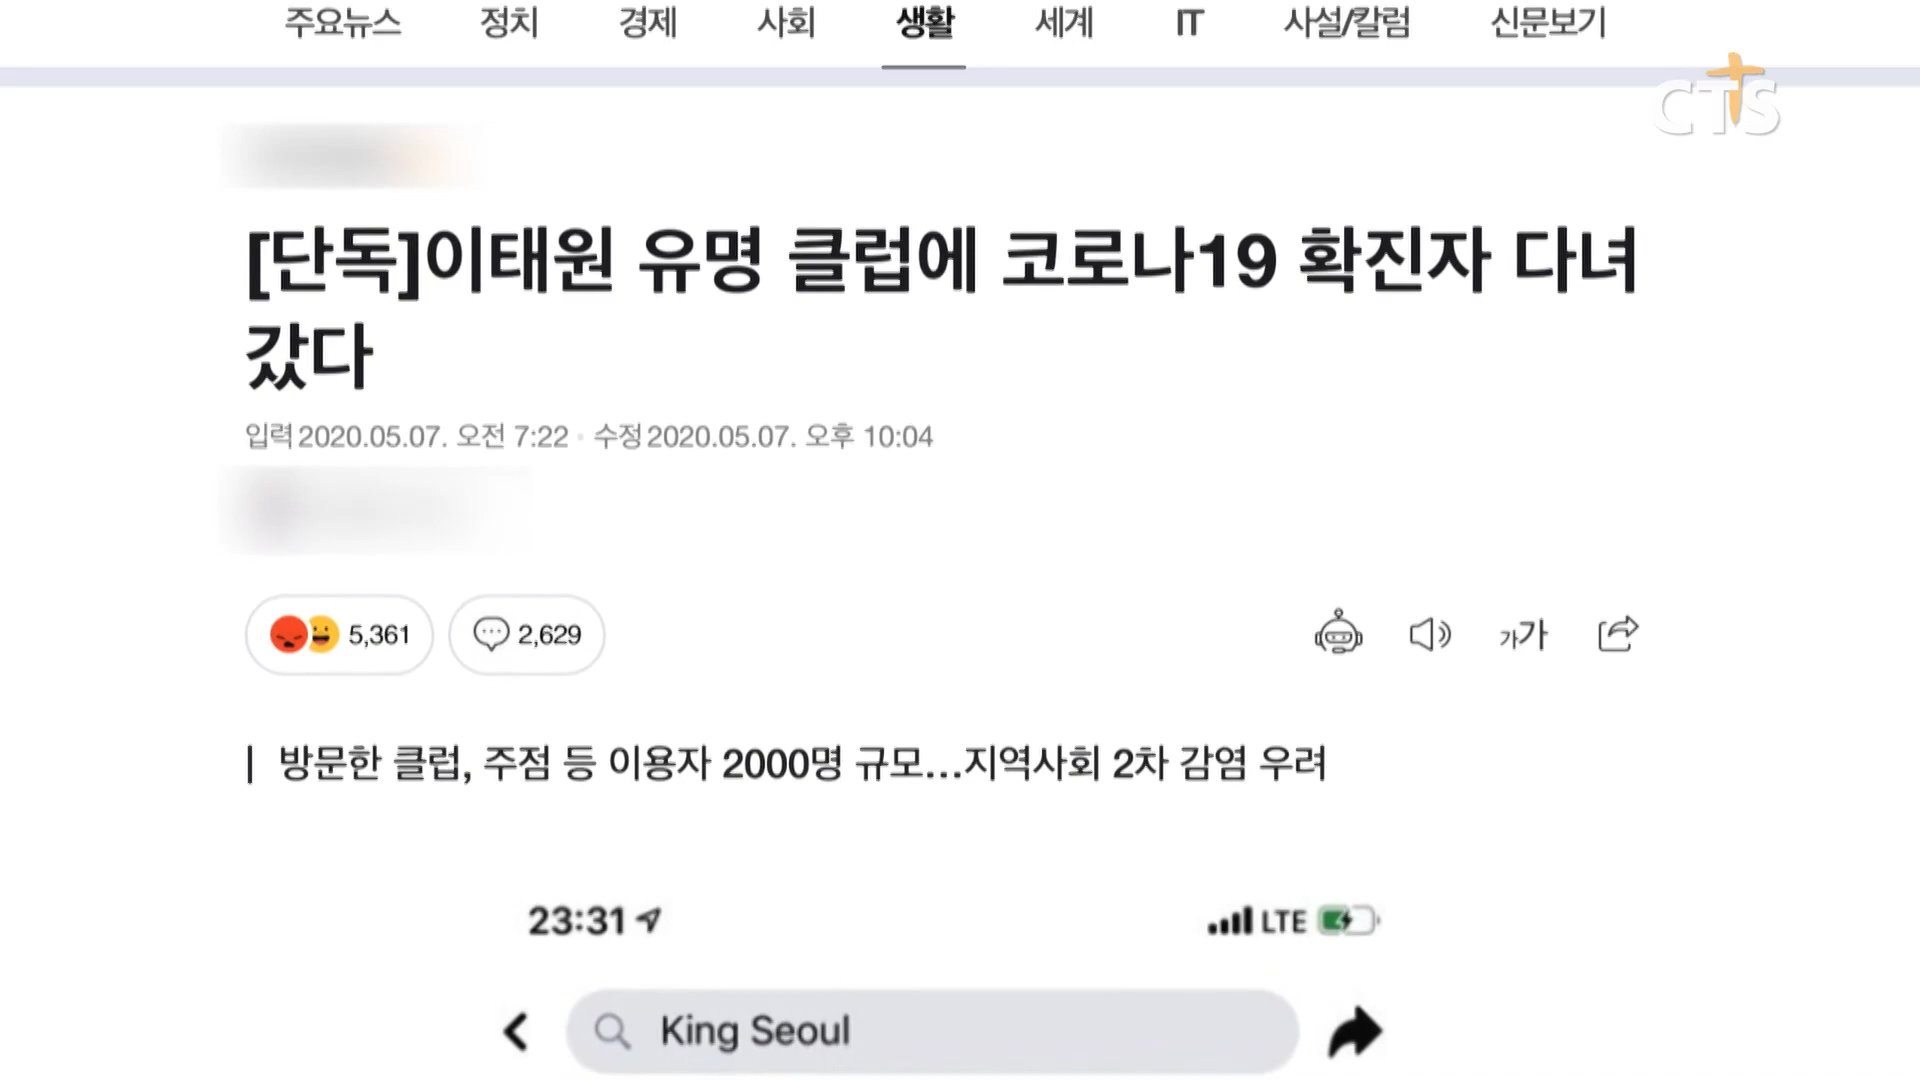 주요뉴스 정치 경제 사회 생활 세계 IT 사설/칼럼 신문보기
CTS
[단독]이태원 유명 클럽에 코로나19 확진자 다녀
갔다
입력 2020.05.07. 오전 7:22 · 수정 2020.05.07. 오후 10:04
5,361 2,629 가가
방문한 클럽, 주점 등 이용자 2000명 규모...지역사회 2차 감염 우려
23:31 LTE
King Seoul